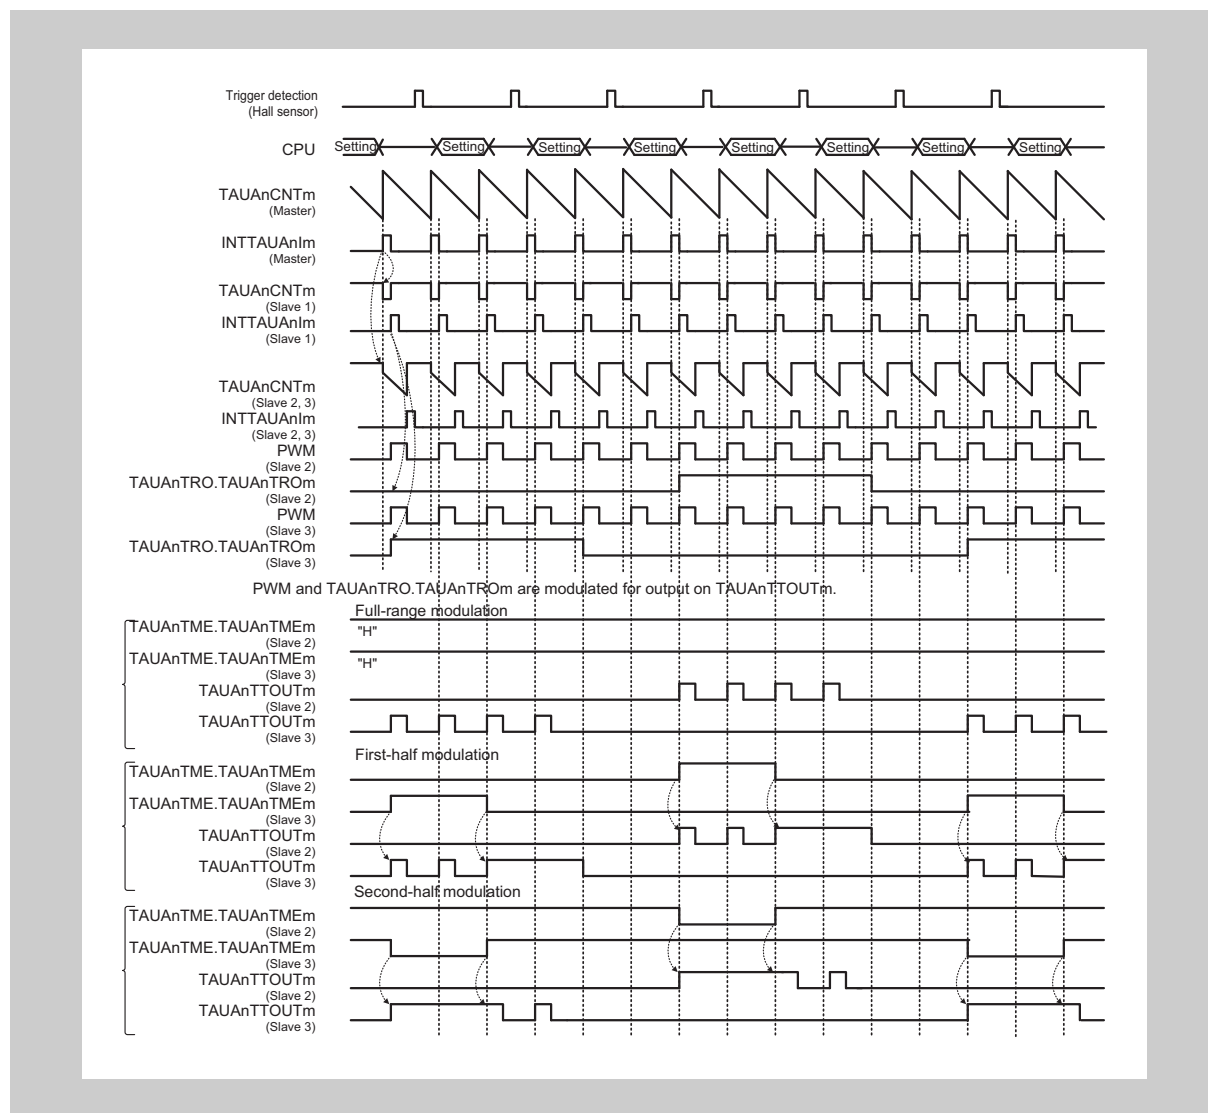 Trigger detection
(Hall sensor)
CPU
Setting Setting Setting Setting Setting Setting Setting Setting
TAUAnCNTm
(Master)
INTTAUAnIm
(Master)
TAUAnCNTm
(Slave 1)
INTTAUAnIm
(Slave 1)
TAUAnCNTm
(Slave 2, 3)
INTTAUAnIm
(Slave 2, 3)
PWM
(Slave 2)
TAUAnTRO.TAUAnTROm
(Slave 2)
PWM
(Slave 3)
TAUAnTRO.TAUAnTROm
(Slave 3)
PWM and TAUAnTRO.TAUAnTROm are modulated for output on TAUAnTTOUTm.
Full-range modulation
TAUAnTME.TAUAnTMEm "H"
(Slave 2)
TAUAnTME.TAUAnTMEm "H"
(Slave 3)
TAUAnTTOUTm
(Slave 2)
TAUAnTTOUTm
(Slave 3)
First-half modulation
TAUAnTME.TAUAnTMEm
(Slave 2)
TAUAnTME.TAUAnTMEm
(Slave 3)
TAUAnTTOUTm
(Slave 2)
TAUAnTTOUTm
(Slave 3)
Second-half modulation
TAUAnTME.TAUAnTMEm
(Slave 2)
TAUAnTME.TAUAnTMEm
(Slave 3)
TAUAnTTOUTm
(Slave 2)
TAUAnTTOUTm
(Slave 3)